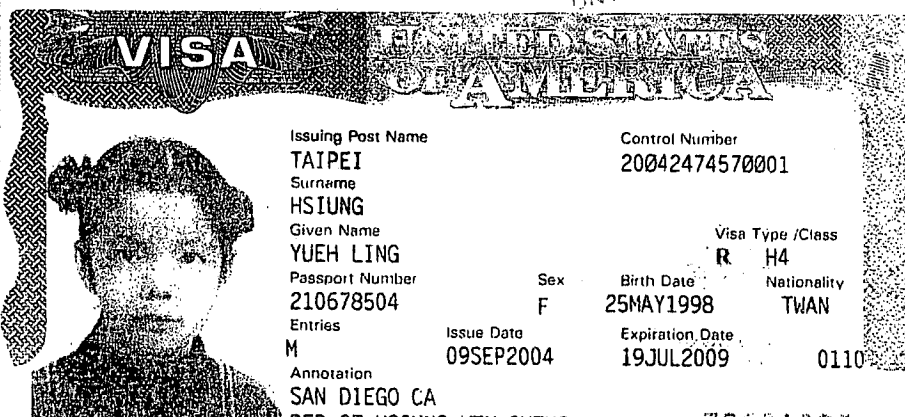 VISA
UNITED STATES
OF AMERICA
Issuing Post Name Control Number
TAIPEI 20042474570001
Surname
HSIUNG
Given Name Visa Type /Class
YUEH LING R H4
Passport Number Sex Birth Date Nationality
210678504 F 25MAY1998 TWAN
Entries Issue Date Expiration Date
M 09SEP2004 19JUL2009 0110
Annotation
SAN DIEGO CA